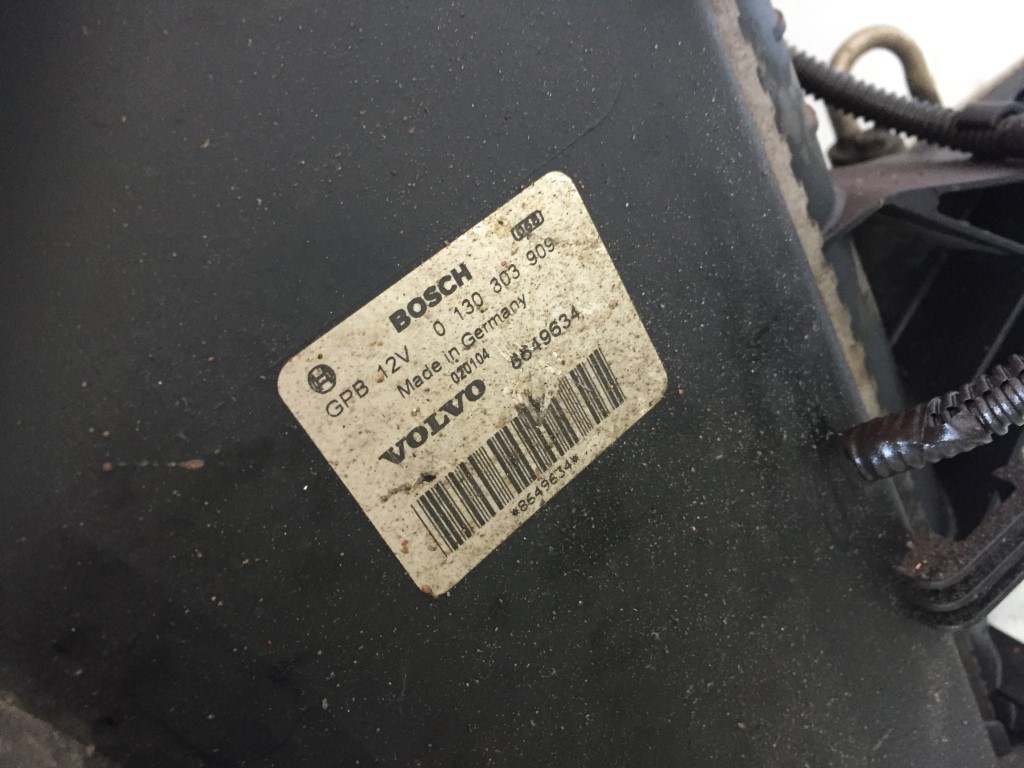 BOSCH
GPB 12V 0 130 303 909
Made in Germany
020104
VOLVO 8649634
*8649634*